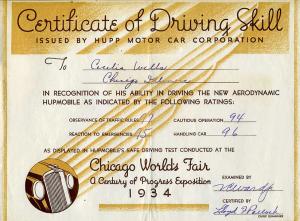 Certificate of Driving Skill
ISSUED BY HUPP MOTOR CAR CORPORATION
To
IN RECOGNITION OF HIS ABILITY IN DRIVING THE NEW AERODYNAMIC
HUPMOBILE AS INDICATED BY THE FOLLOWING RATINGS:
OBSERVANCE OF TRAFFIC RULES CAUTIOUS OPERATION 94
REACTION TO EMERGENCIES HANDLING CAR 96
AS DISPLAYED IN HUPMOBILE'S SAFE DRIVING TEST CONDUCTED AT THE
Chicago World's Fair
A Century of Progress Exposition
1934
EXAMINED BY
CERTIFIED BY